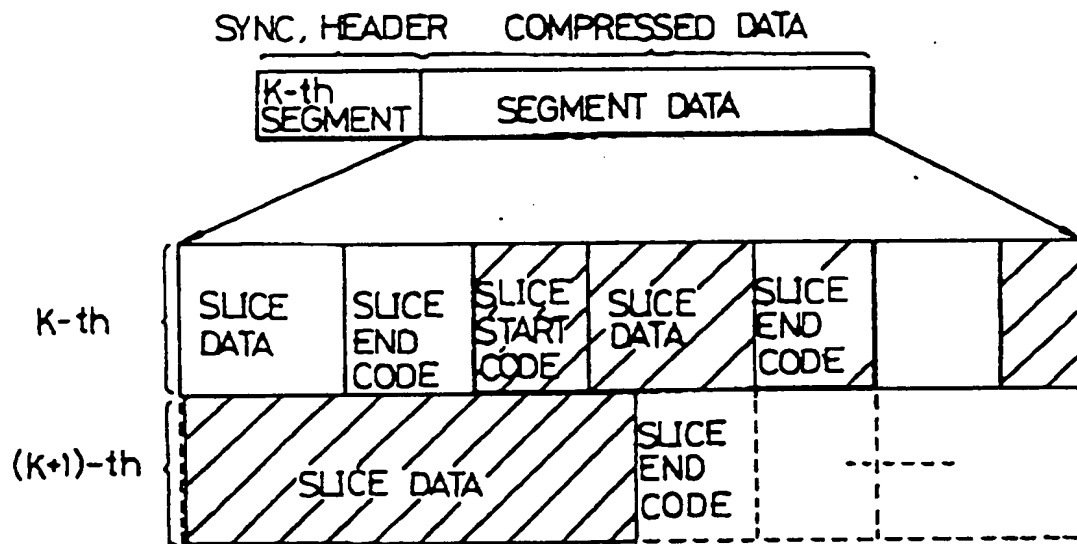 SYNC, HEADER COMPRESSED DATA
K-th
SEGMENT
SEGMENT DATA
K-th
SLICE
DATA
SLICE
END
CODE
SLICE
START
CODE
SLICE
DATA
SLICE
END
CODE
(K+1)-th
SLICE DATA
SLICE
END
CODE